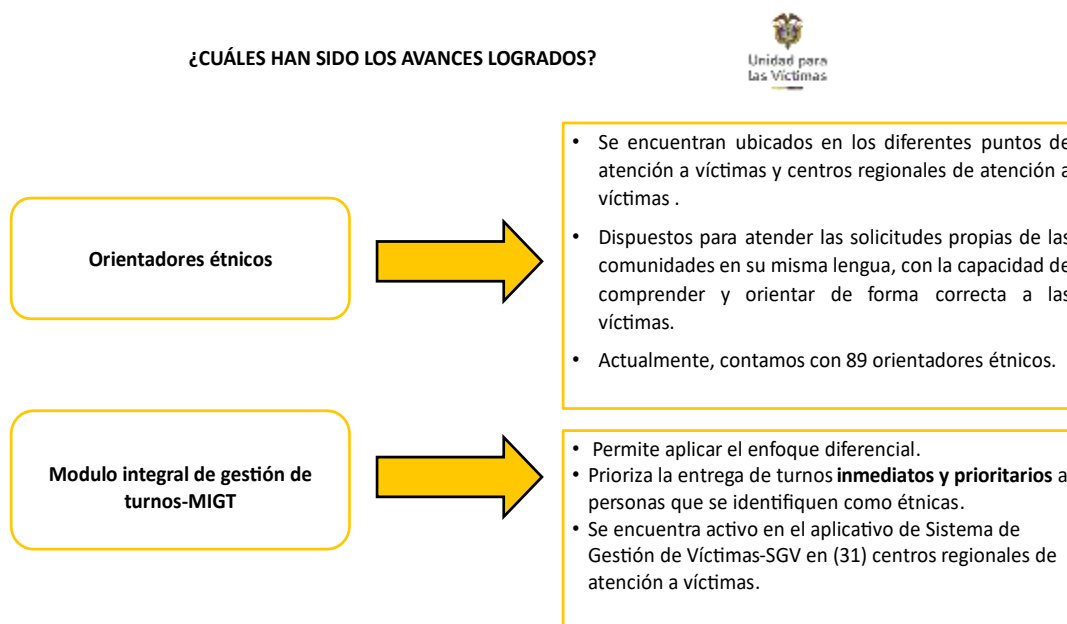 ¿CUÁLES HAN SIDO LOS AVANCES LOGRADOS?
Unidad para
las Víctimas
Orientadores étnicos
• Se encuentran ubicados en los diferentes puntos de
atención a víctimas y centros regionales de atención a
víctimas .
• Dispuestos para atender las solicitudes propias de las
comunidades en su misma lengua, con la capacidad de
comprender y orientar de forma correcta a las
víctimas.
• Actualmente, contamos con 89 orientadores étnicos.
Modulo integral de gestión de
turnos-MIGT
• Permite aplicar el enfoque diferencial.
• Prioriza la entrega de turnos inmediatos y prioritarios a
personas que se identifiquen como étnicas.
• Se encuentra activo en el aplicativo de Sistema de
Gestión de Víctimas-SGV en (31) centros regionales de
atención a víctimas.